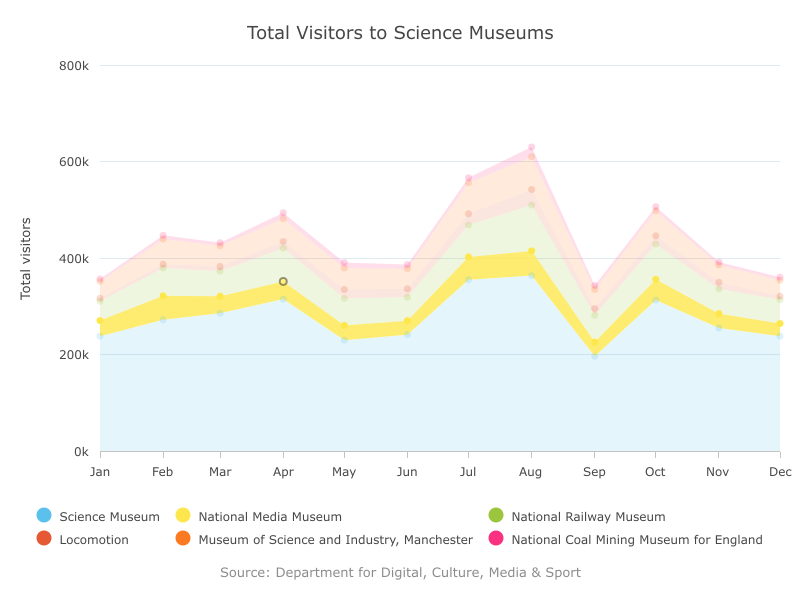 Total Visitors to Science Museums
800k
600k
400k
200k
0k
Total visitors
Jan Feb Mar Apr May Jun Jul Aug Sep Oct Nov Dec
Science Museum National Media Museum National Railway Museum
Locomotion Museum of Science and Industry, Manchester National Coal Mining Museum for England
Source: Department for Digital, Culture, Media & Sport